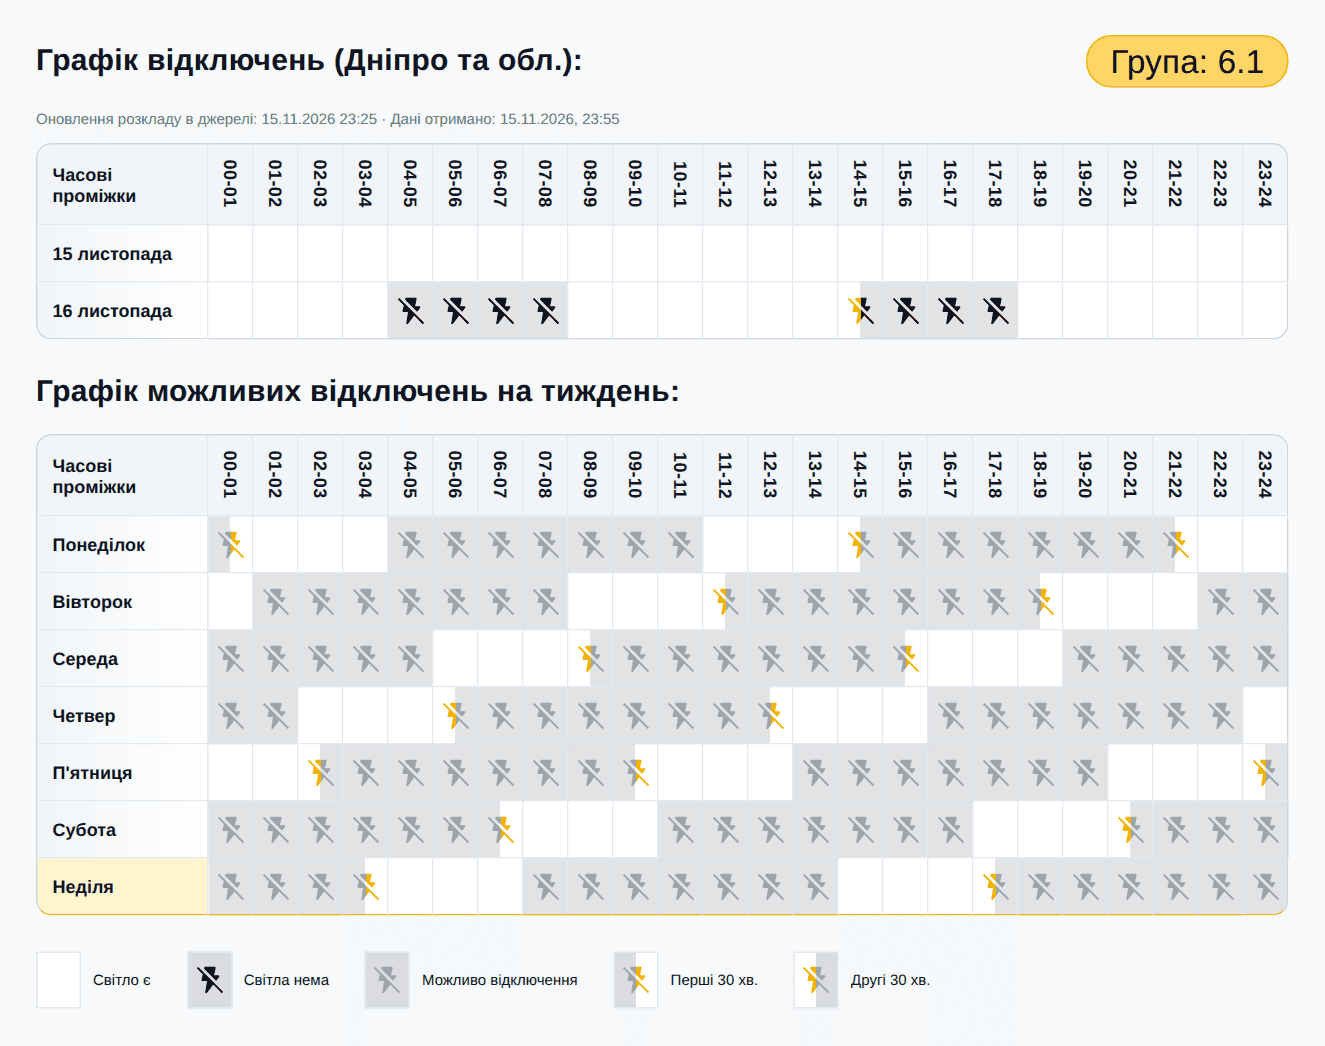 Графік відключень (Дніпро та обл.):
Група: 6.1
Оновлення розкладу в джерелі: 15.11.2026 23:25 · Дані отримано: 15.11.2026, 23:55
Часові проміжки 00-01 01-02 02-03 03-04 04-05 05-06 06-07 07-08 08-09 09-10 10-11 11-12 12-13 13-14 14-15 15-16 16-17 17-18 18-19 19-20 20-21 21-22 22-23 23-24
15 листопада
16 листопада
Графік можливих відключень на тиждень:
Часові проміжки 00-01 01-02 02-03 03-04 04-05 05-06 06-07 07-08 08-09 09-10 10-11 11-12 12-13 13-14 14-15 15-16 16-17 17-18 18-19 19-20 20-21 21-22 22-23 23-24
Понеділок
Вівторок
Середа
Четвер
П'ятниця
Субота
Неділя
Світло є Світла нема Можливо відключення Перші 30 хв. Другі 30 хв.